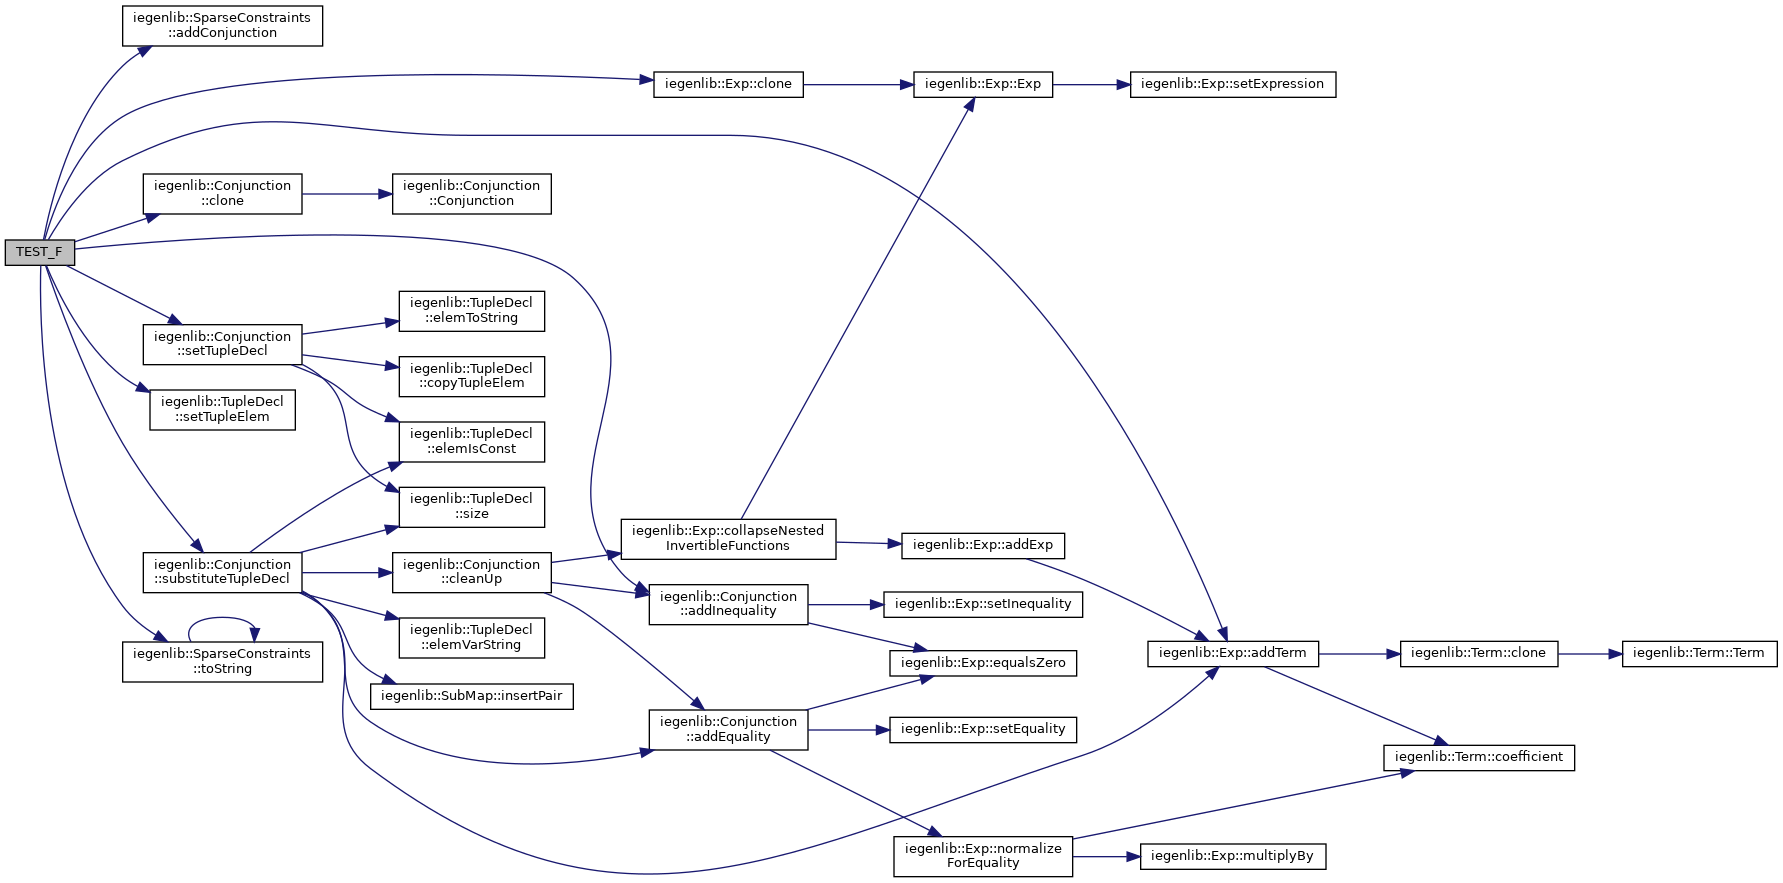 iegenlib::SparseConstraints
::addConjunction
iegenlib::Exp::clone
iegenlib::Exp::Exp
iegenlib::Exp::setExpression
iegenlib::Conjunction
::clone
iegenlib::Conjunction
::Conjunction
TEST_F
iegenlib::TupleDecl
::elemToString
iegenlib::Conjunction
::setTupleDecl
iegenlib::TupleDecl
::copyTupleElem
iegenlib::TupleDecl
::setTupleElem
iegenlib::TupleDecl
::elemIsConst
iegenlib::TupleDecl
::size
iegenlib::Exp::collapseNested
InvertibleFunctions
iegenlib::Exp::addExp
iegenlib::Conjunction
::substituteTupleDecl
iegenlib::Conjunction
::cleanUp
iegenlib::Conjunction
::addInequality
iegenlib::Exp::setInequality
iegenlib::TupleDecl
::elemVarString
iegenlib::SparseConstraints
::toString
iegenlib::Exp::equalsZero
iegenlib::Exp::addTerm
iegenlib::Term::clone
iegenlib::Term::Term
iegenlib::SubMap::insertPair
iegenlib::Conjunction
::addEquality
iegenlib::Exp::setEquality
iegenlib::Term::coefficient
iegenlib::Exp::normalize
ForEquality
iegenlib::Exp::multiplyBy